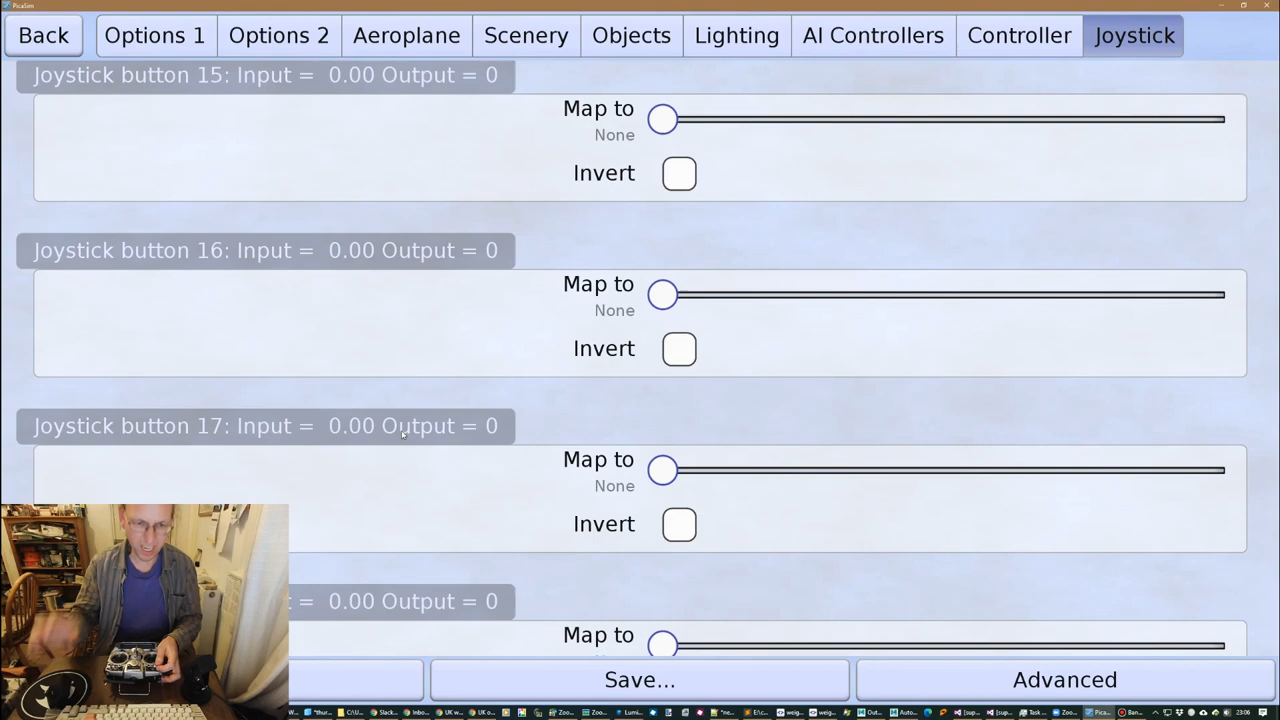 PicaSim
Back Options 1 Options 2 Aeroplane Scenery Objects Lighting AI Controllers Controller Joystick
Joystick button 15: Input = 0.00 Output = 0
Map to
None
Invert
Joystick button 16: Input = 0.00 Output = 0
Map to
None
Invert
Joystick button 17: Input = 0.00 Output = 0
Map to
None
Invert
= 0.00 Output = 0
Map to
Save... Advanced
23:06